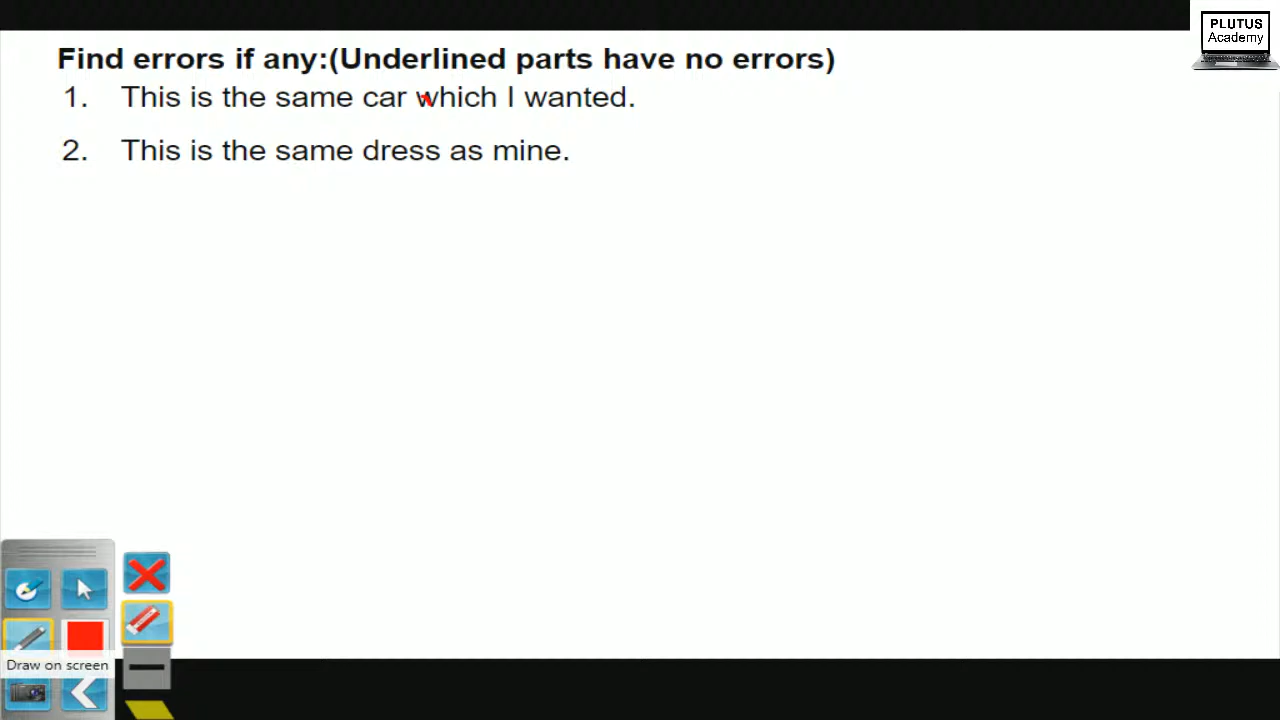 PLUTUS
Academy
Find errors if any:(Underlined parts have no errors)
1. This is the same car which I wanted.
2. This is the same dress as mine.
Draw on screen